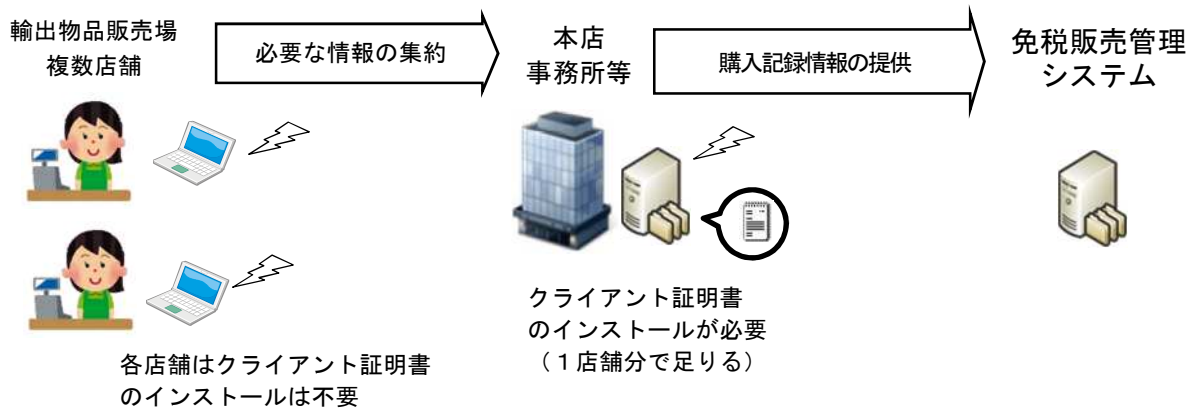 輸出物品販売場
複数店舗
必要な情報の集約
本店
事務所等
購入記録情報の提供
免税販売管理
システム
クライアント証明書
のインストールが必要
（１店舗分で足りる）
各店舗はクライアント証明書
のインストールは不要